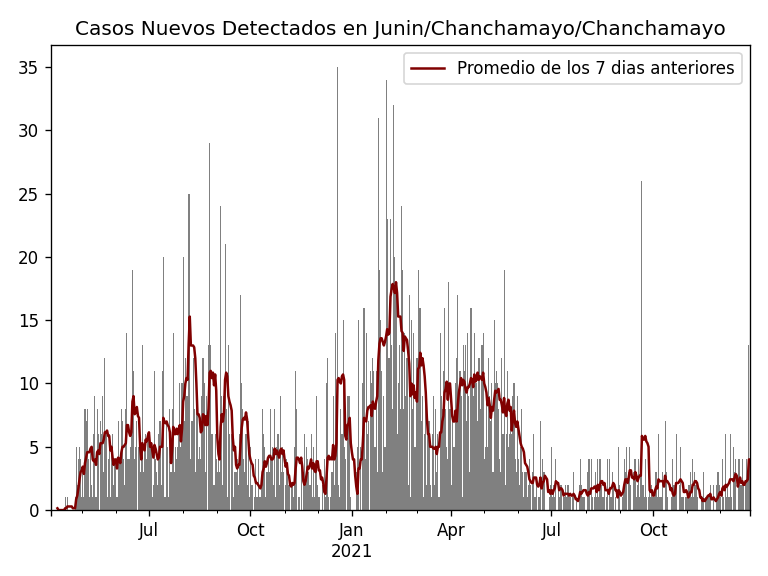 Casos Nuevos Detectados en Junin/Chanchamayo/Chanchamayo
Promedio de los 7 dias anteriores
35
30
25
20
15
10
5
0
Jul
Oct
Jan
2021
Apr
Jul
Oct